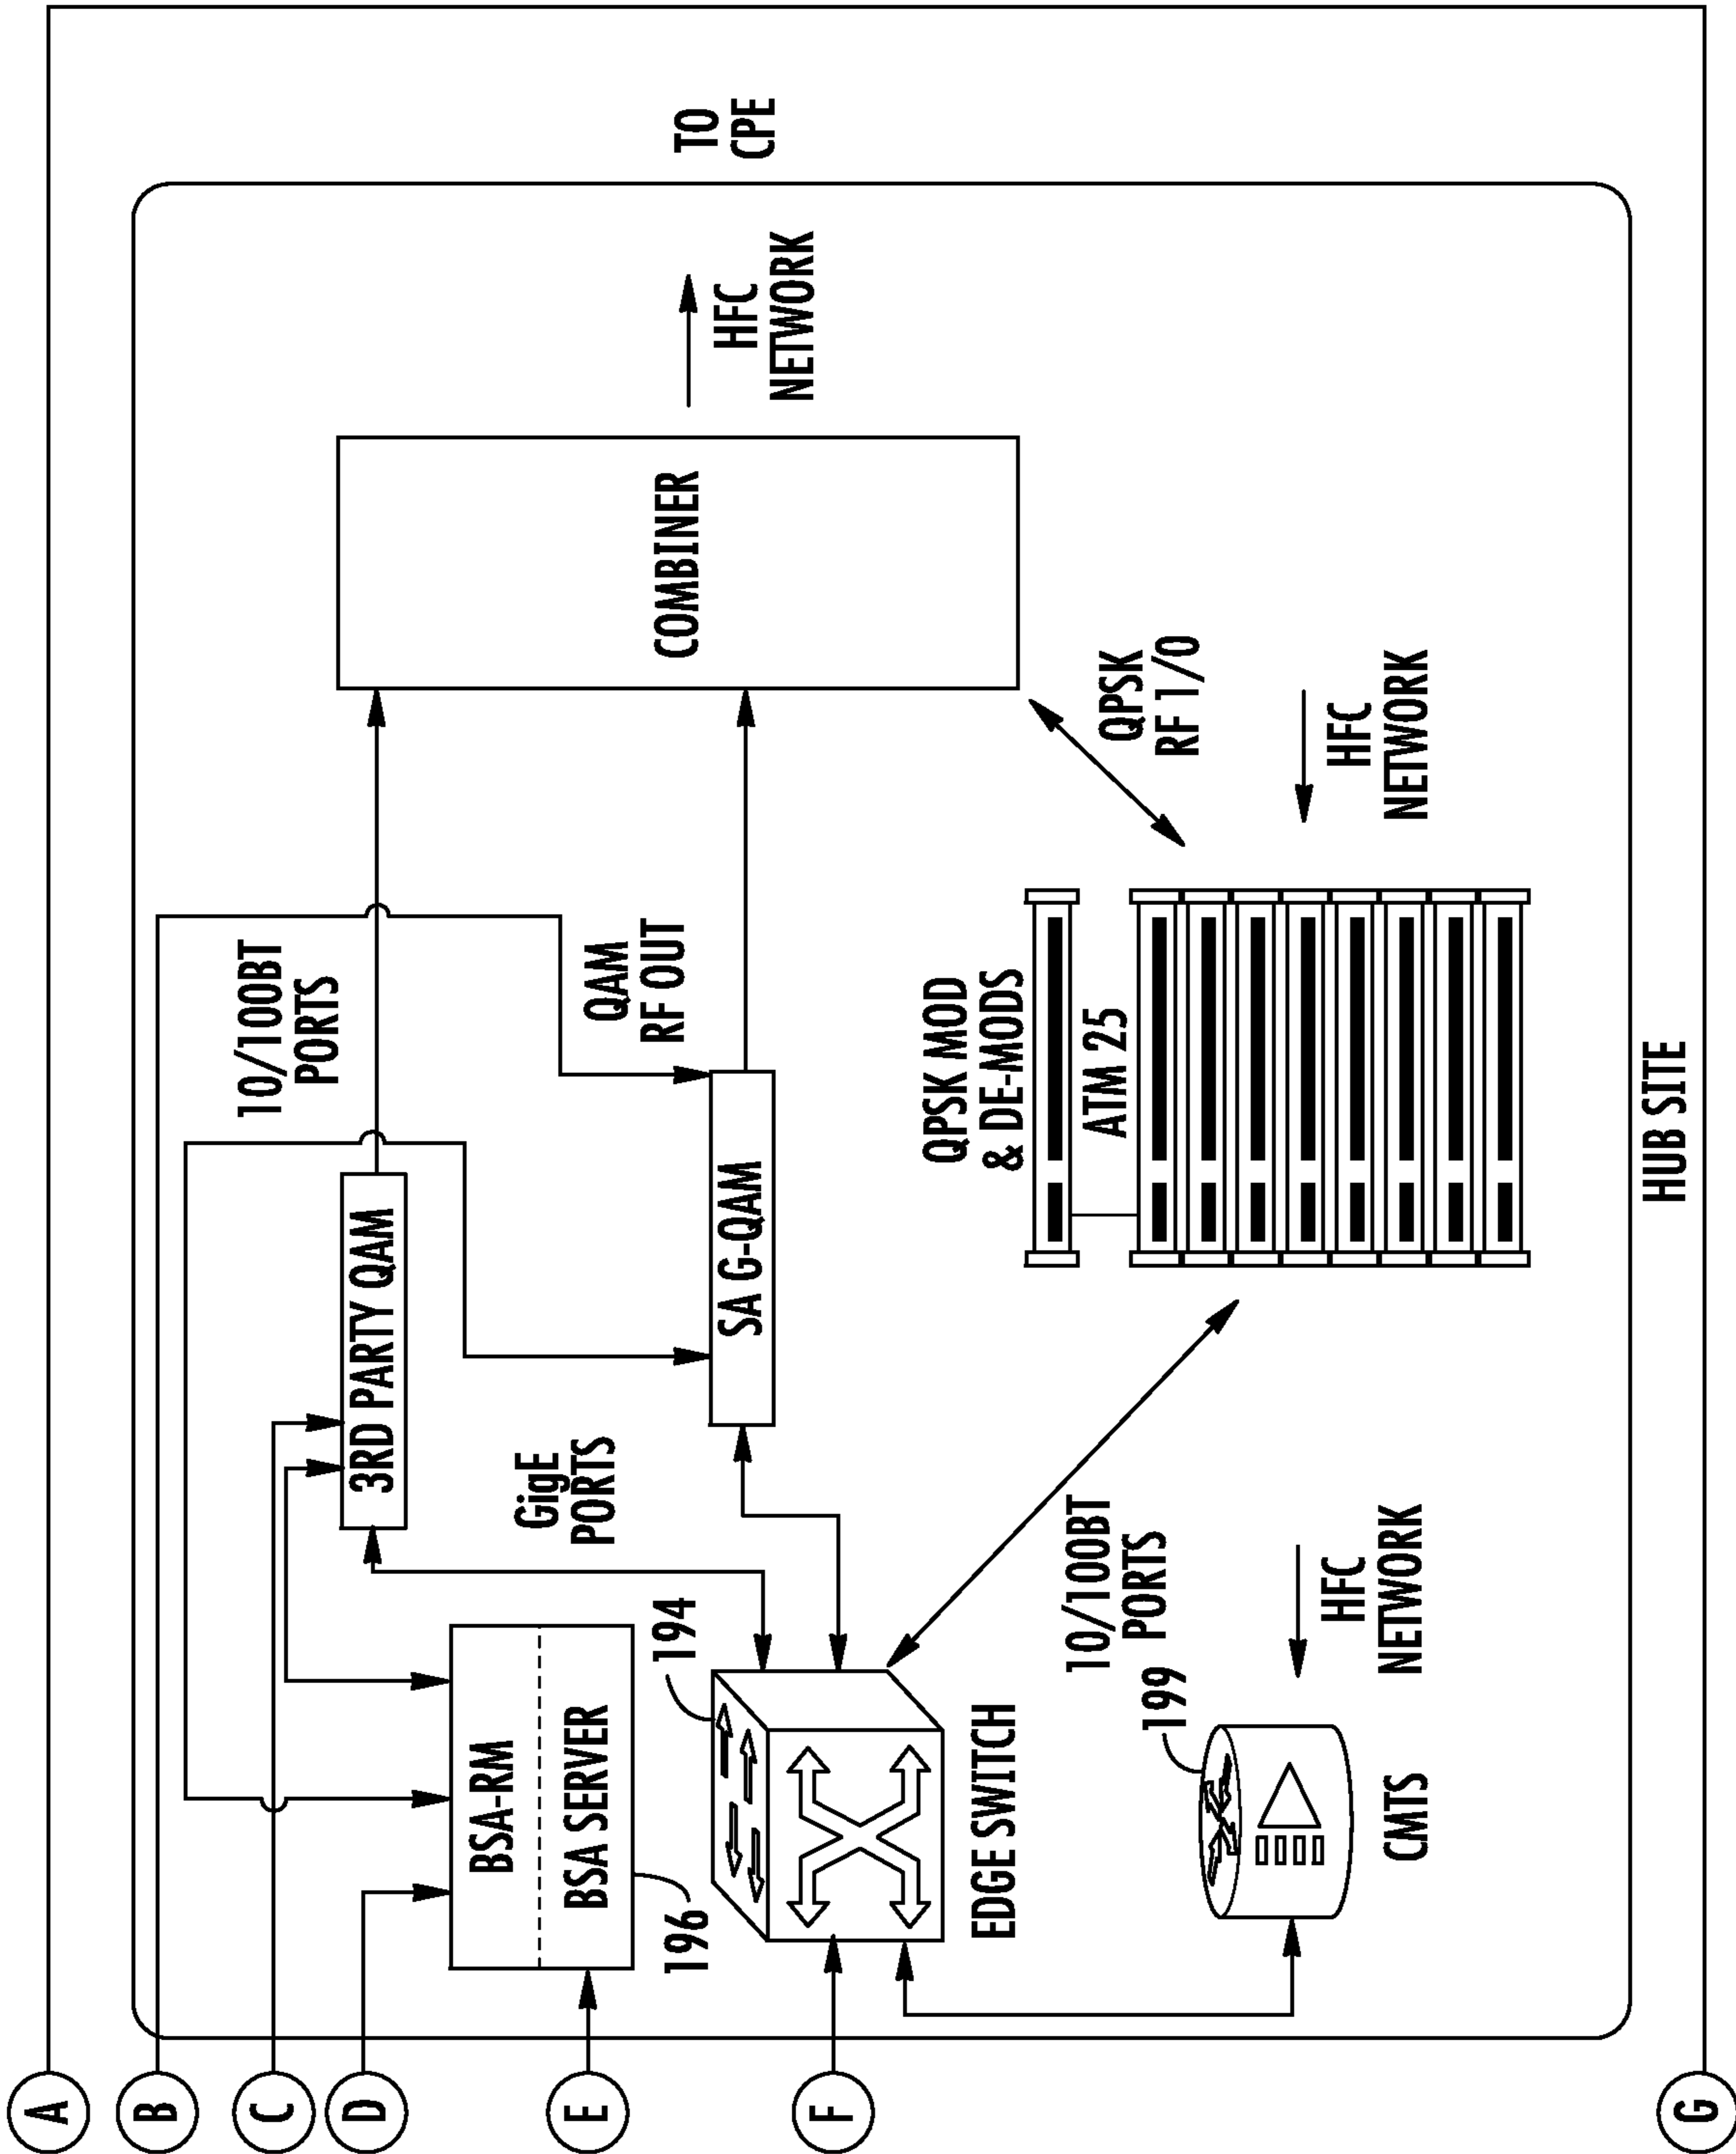 A
B
C
D
E
F
G
10/100BT
PORTS
3RD PARTY QAM
GigE
PORTS
BSA-RM
BSA SERVER
196
194
QAM
RF OUT
SA G-QAM
COMBINER
HFC
NETWORK
TO
CPE
EDGE SWITCH
QPSK MOD
& DE-MODS
ATM 25
QPSK
RF 1/0
10/100BT
PORTS
199
CMTS
HFC
NETWORK
HFC
NETWORK
HUB SITE